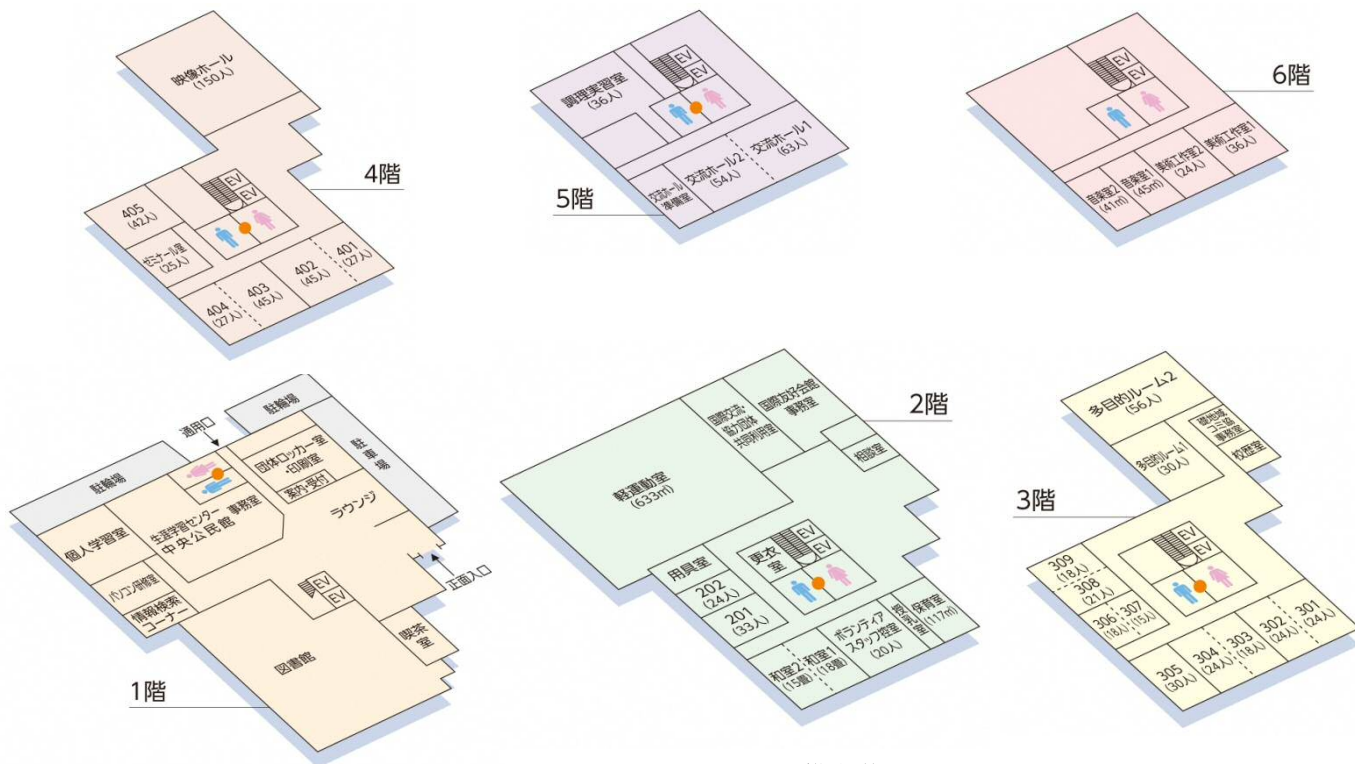 映像ホール
(150人)
4階
EV
EV
405
(42人)
ゼミナール室
(25人)
401
(27人)
402
(45人)
403
(45人)
404
(27人)
調理実習室
(36人)
EV
EV
交流ホール1
(63人)
交流ホール2
(54人)
交流ホール
準備室
5階
EV
EV
6階
美術工作室1
(36人)
美術工作室2
(24人)
音楽室1
(45㎡)
音楽室2
(41㎡)
駐輪場
通用口
駐輪場
駐車場
団体ロッカー室
・印刷室
案内・受付
ラウンジ
生涯学習センター 事務室
中央公民館
個人学習室
パソコン研修室
情報検索
コーナー
EV
EV
正面入口
喫茶室
図書館
1階
国際友好会館
事務室
2階
国際交流・
協力団体
共同利用室
相談室
軽運動室
(633㎡)
用具室
更衣室
EV
EV
202
(24人)
201
(33人)
保育室
(117㎡)
授乳室
ボランティア
スタッフ控室
(20人)
和室2
(15畳)
和室1
(18畳)
多目的ルーム2
(56人)
礎地域
コミ協
事務室
校歴室
多目的ルーム1
(30人)
3階
EV
EV
309
(18人)
308
(21人)
306
(18人)
307
(15人)
301
(24人)
302
(24人)
303
(18人)
304
(24人)
305
(30人)